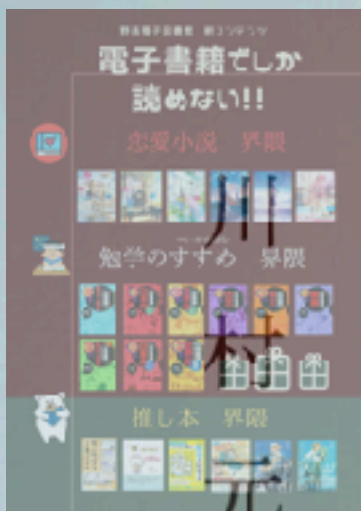 電子書籍でしか
読めない!!
恋愛小説 界隈
勉学のすすめ 界隈
推し本 界隈
川村元